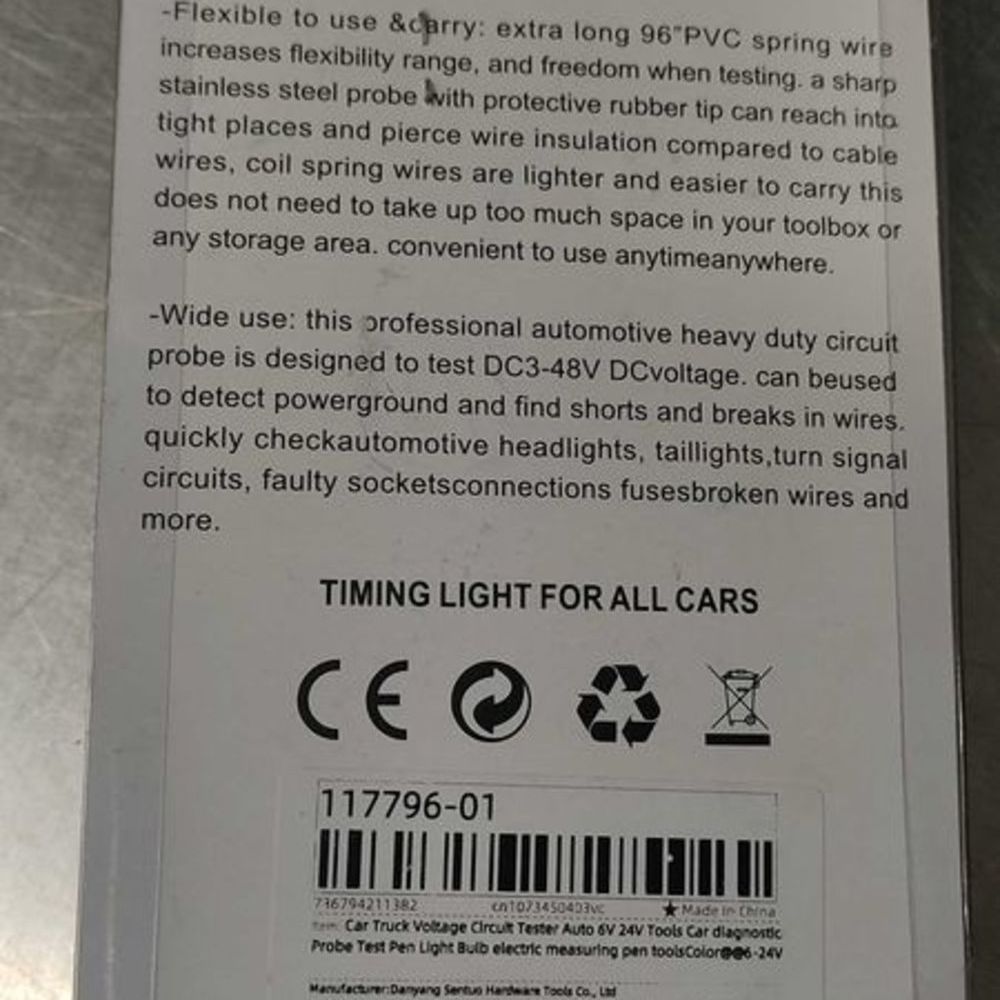 -Flexible to use &carry: extra long 96"PVC spring wire
increases flexibility range, and freedom when testing. a sharp
stainless steel probe with protective rubber tip can reach into
tight places and pierce wire insulation compared to cable
wires, coil spring wires are lighter and easier to carry this
does not need to take up too much space in your toolbox or
any storage area. convenient to use anytimeanywhere.
-Wide use: this professional automotive heavy duty circuit
probe is designed to test DC3-48V DCvoltage. can beused
to detect powerground and find shorts and breaks in wires.
quickly checkautomotive headlights, taillights,turn signal
circuits, faulty socketsconnections fusesbroken wires and
more.
TIMING LIGHT FOR ALL CARS
CE
117796-01
736794211382 cn1073450403vc ★Made in China
Item: Car Truck Voltage Circuit Tester Auto 6V 24V Tools Car diagnostic
Probe Test Pen Light Bulb electric measuring pen toolsColor@@6-24V
Manufacturer:Danyang Sentuo Hardware Tools Co., Ltd